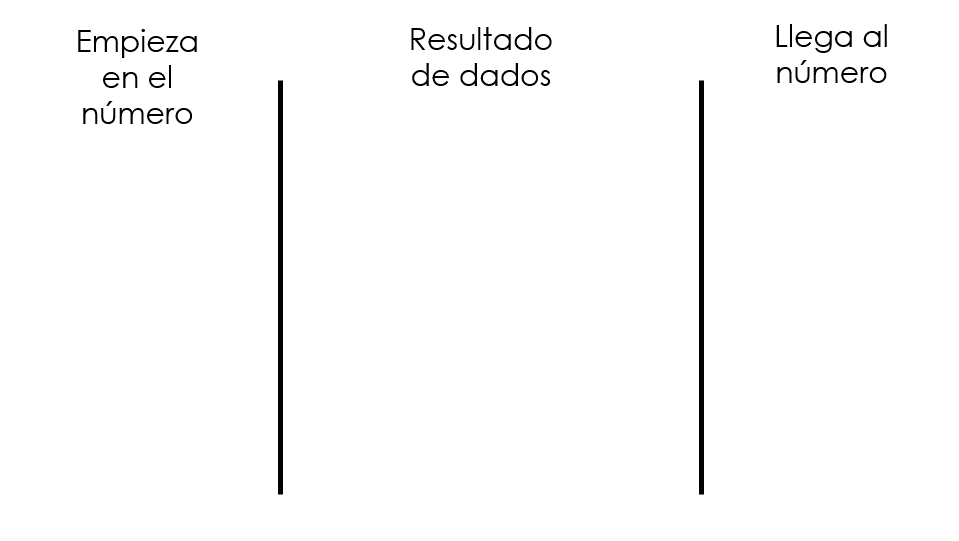 Empieza
en el
número
Resultado
de dados
Llega al
número